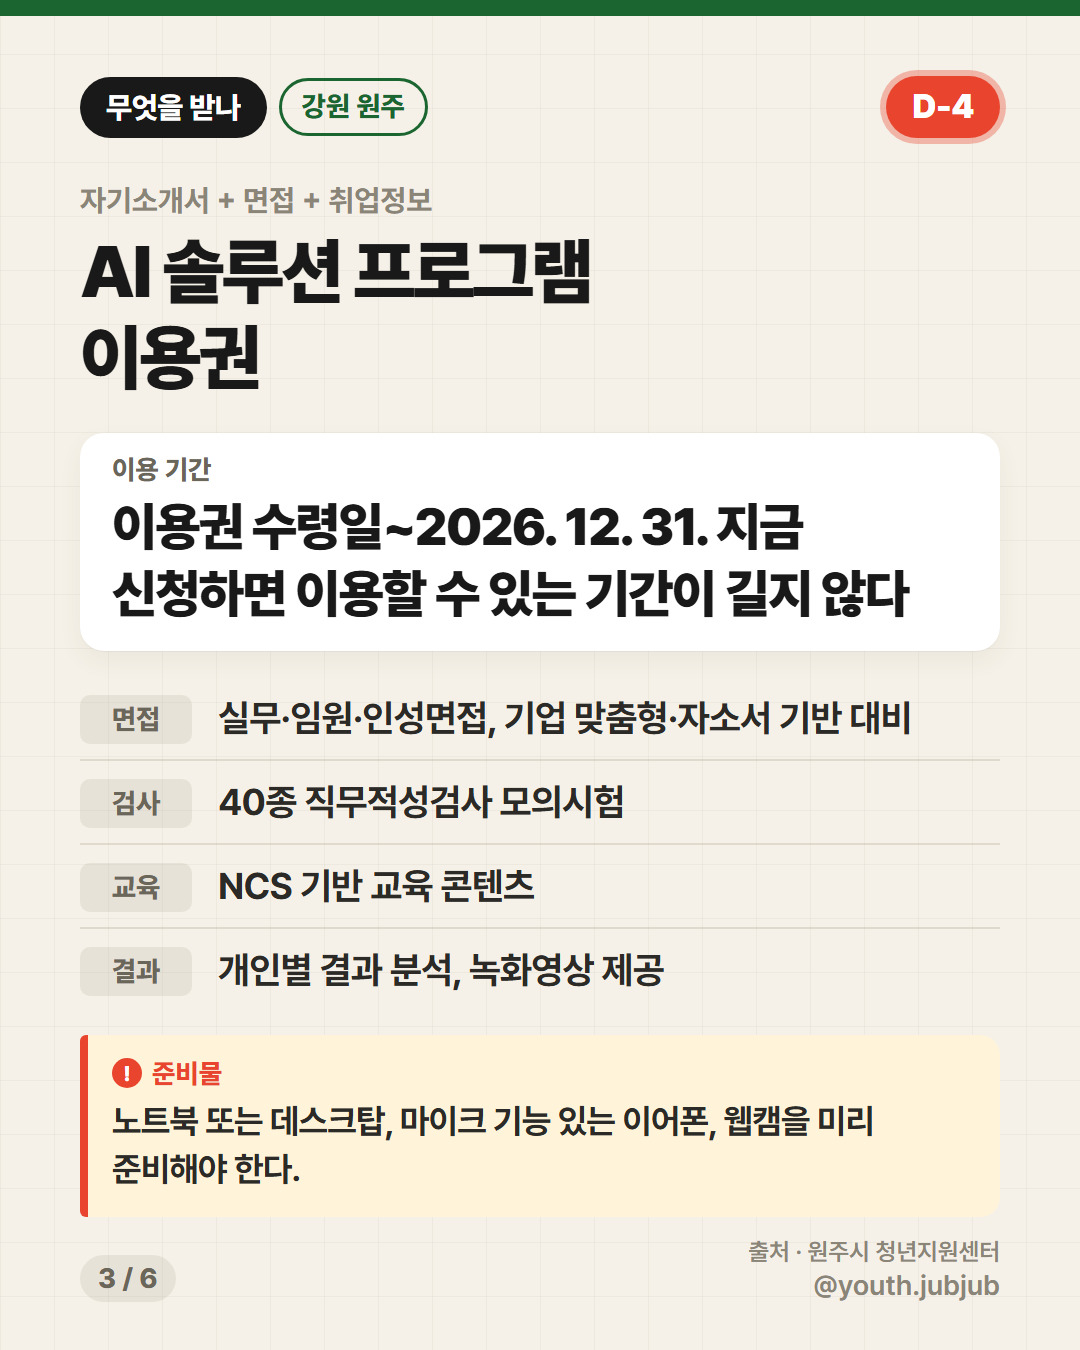 무엇을 받나
강원 원주
D-4
자기소개서 + 면접 + 취업정보
AI 솔루션 프로그램
이용권
이용 기간
이용권 수령일~2026. 12. 31. 지금
신청하면 이용할 수 있는 기간이 길지 않다
면접
실무·임원·인성면접, 기업 맞춤형·자소서 기반 대비
검사
40종 직무적성검사 모의시험
교육
NCS 기반 교육 콘텐츠
결과
개인별 결과 분석, 녹화영상 제공
! 준비물
노트북 또는 데스크탑, 마이크 기능 있는 이어폰, 웹캠을 미리
준비해야 한다.
3 / 6
출처 · 원주시 청년지원센터
@youth.jubjub